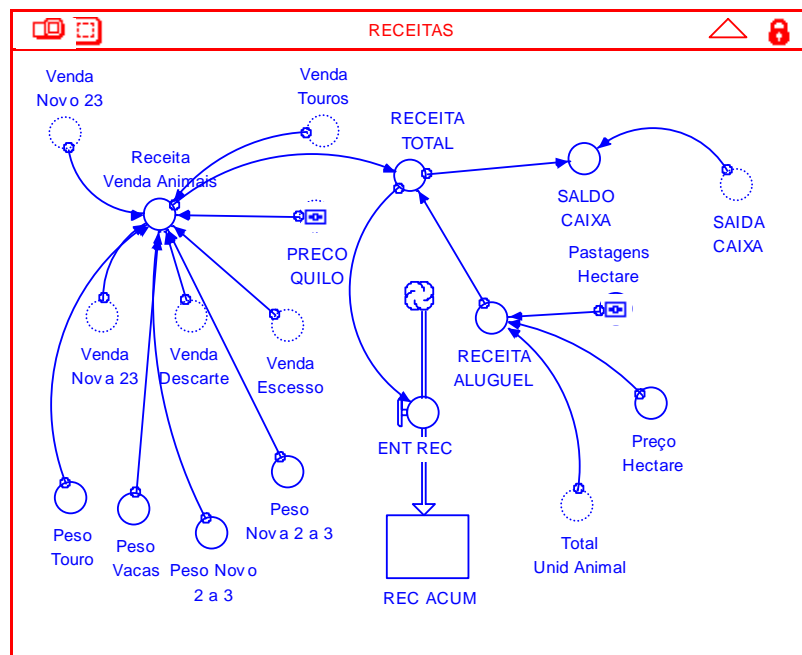 RECEITAS
Venda
Novo 23
Venda
Touros
RECEITA
TOTAL
Receita
Venda Animais
SALDO
CAIXA
SAIDA
CAIXA
PRECO
QUILO
Pastagens
Hectare
Venda
Nova 23
Venda
Descarte
Venda
Escesso
RECEITA
ALUGUEL
ENT REC
Preço
Hectare
Peso
Touro
Peso
Vacas
Peso Novo
2 a 3
Peso
Nova 2 a 3
Total
Unid Animal
REC ACUM